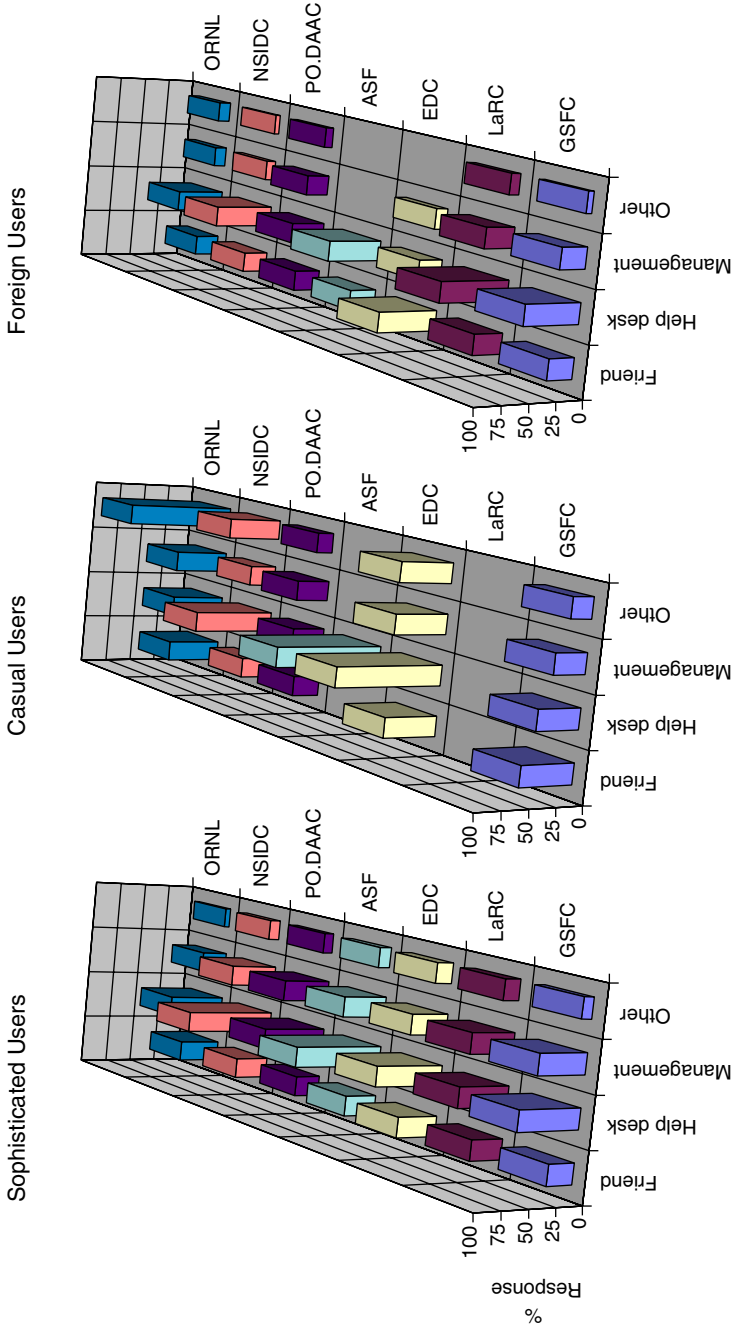 Sophisticated Users
% 
Response
100
75
50
25
0
Friend
Help desk
Management
Other
GSFC
LaRC
EDC
ASF
PO.DAAC
NSIDC
ORNL
Casual Users
100
75
50
25
0
Friend
Help desk
Management
Other
GSFC
LaRC
EDC
ASF
PO.DAAC
NSIDC
ORNL
Foreign Users
100
75
50
25
0
Friend
Help desk
Management
Other
GSFC
LaRC
EDC
ASF
PO.DAAC
NSIDC
ORNL